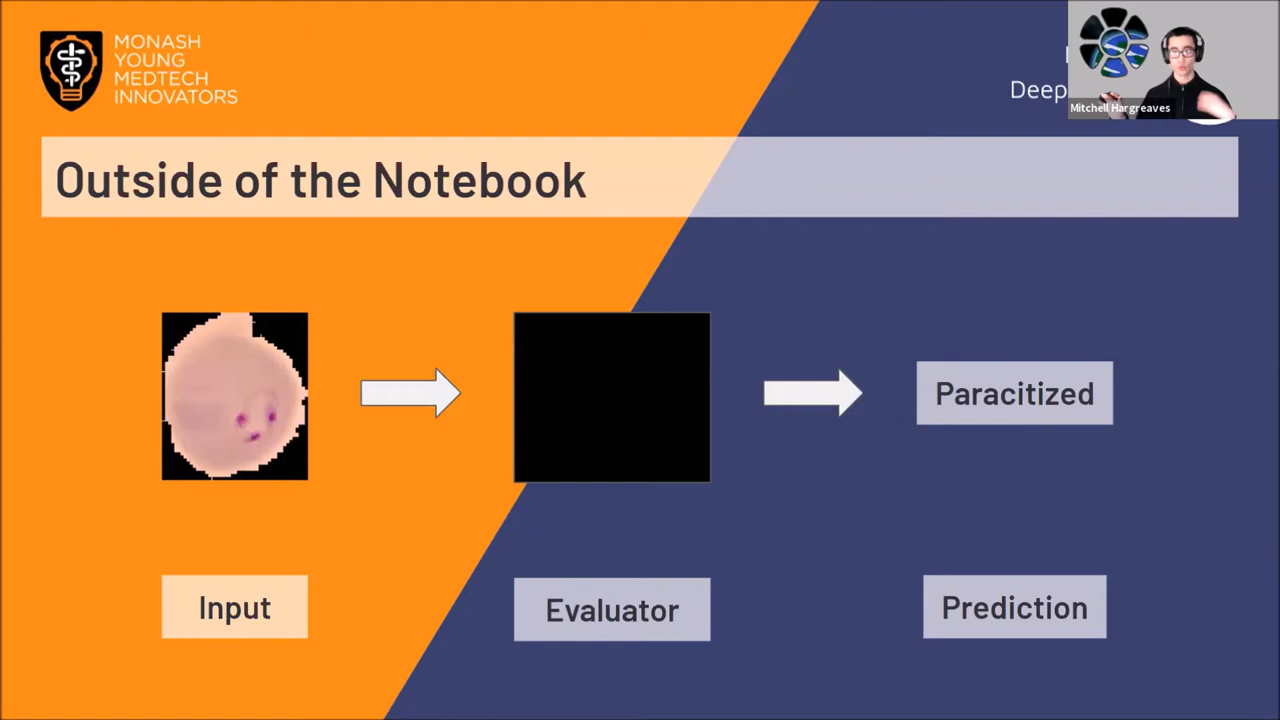 MONASH
YOUNG
MEDTECH
INNOVATORS
Deep
Mitchell Hargreaves
Outside of the Notebook
Paracitized
Input
Evaluator
Prediction